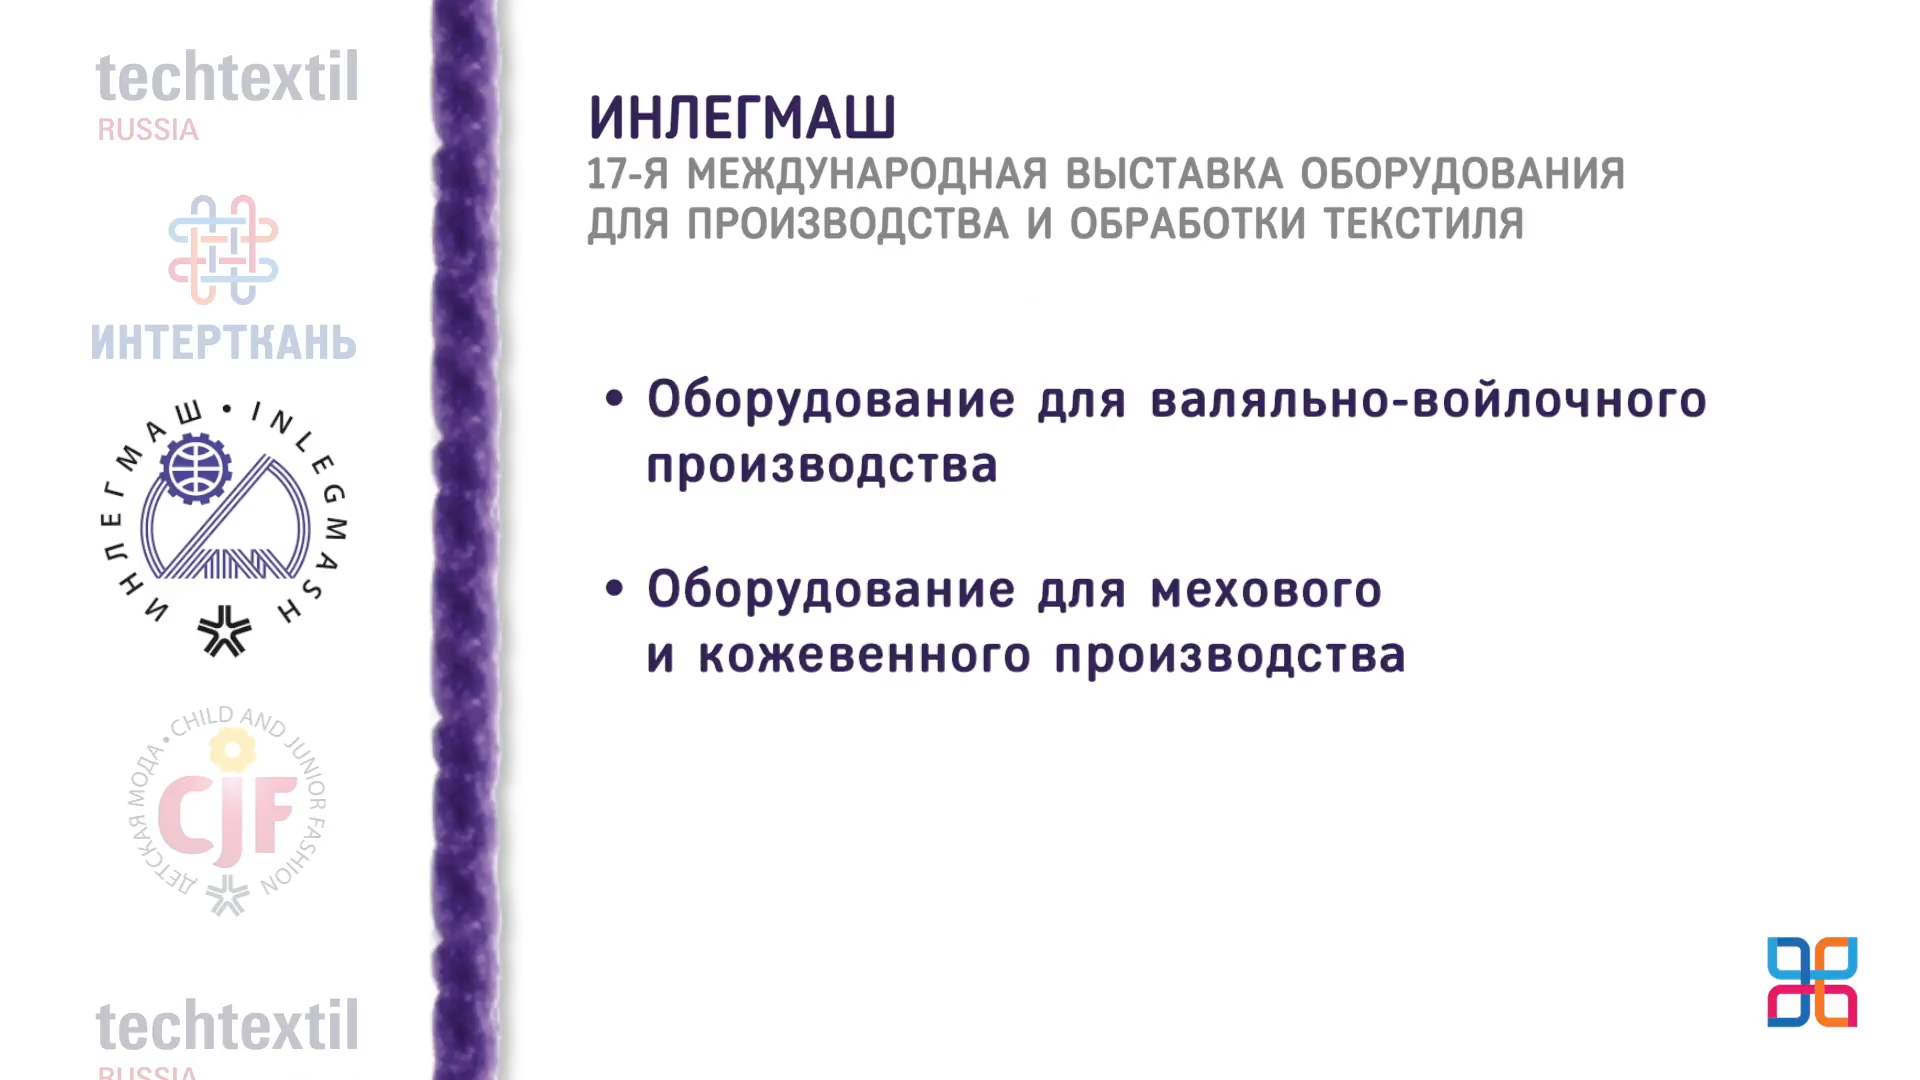 techtextil
RUSSIA
ИНТЕРТКАНЬ
ИНЛЕГМАШ • INLEGMASH
ДЕТСКАЯ МОДА • CHILD AND JUNIOR FASHION
CJF
techtextil
RUSSIA
ИНЛЕГМАШ
17-Я МЕЖДУНАРОДНАЯ ВЫСТАВКА ОБОРУДОВАНИЯ
ДЛЯ ПРОИЗВОДСТВА И ОБРАБОТКИ ТЕКСТИЛЯ
• Оборудование для валяльно-войлочного
производства
• Оборудование для мехового
и кожевенного производства